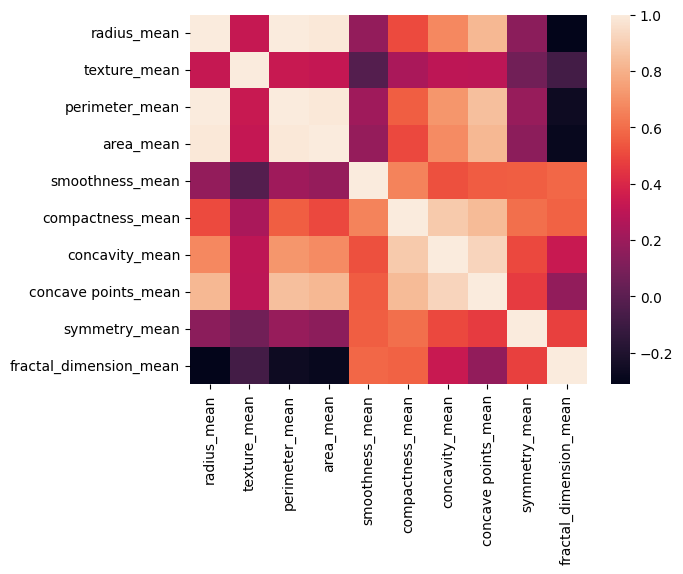 radius_mean
texture_mean
perimeter_mean
area_mean
smoothness_mean
compactness_mean
concavity_mean
concave points_mean
symmetry_mean
fractal_dimension_mean
radius_mean
texture_mean
perimeter_mean
area_mean
smoothness_mean
compactness_mean
concavity_mean
concave points_mean
symmetry_mean
fractal_dimension_mean
1.0
0.8
0.6
0.4
0.2
0.0
−0.2